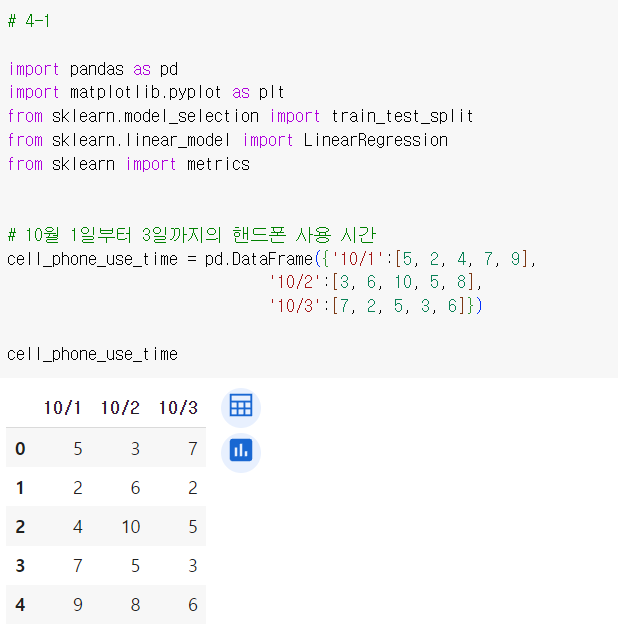 # 4-1
import pandas as pd
import matplotlib.pyplot as plt
from sklearn.model_selection import train_test_split
from sklearn.linear_model import LinearRegression
from sklearn import metrics
# 10월 1일부터 3일까지의 핸드폰 사용 시간
cell_phone_use_time = pd.DataFrame({'10/1':[5, 2, 4, 7, 9],
'10/2':[3, 6, 10, 5, 8],
'10/3':[7, 2, 5, 3, 6]})
cell_phone_use_time
10/1 10/2 10/3
0 5 3 7
1 2 6 2
2 4 10 5
3 7 5 3
4 9 8 6